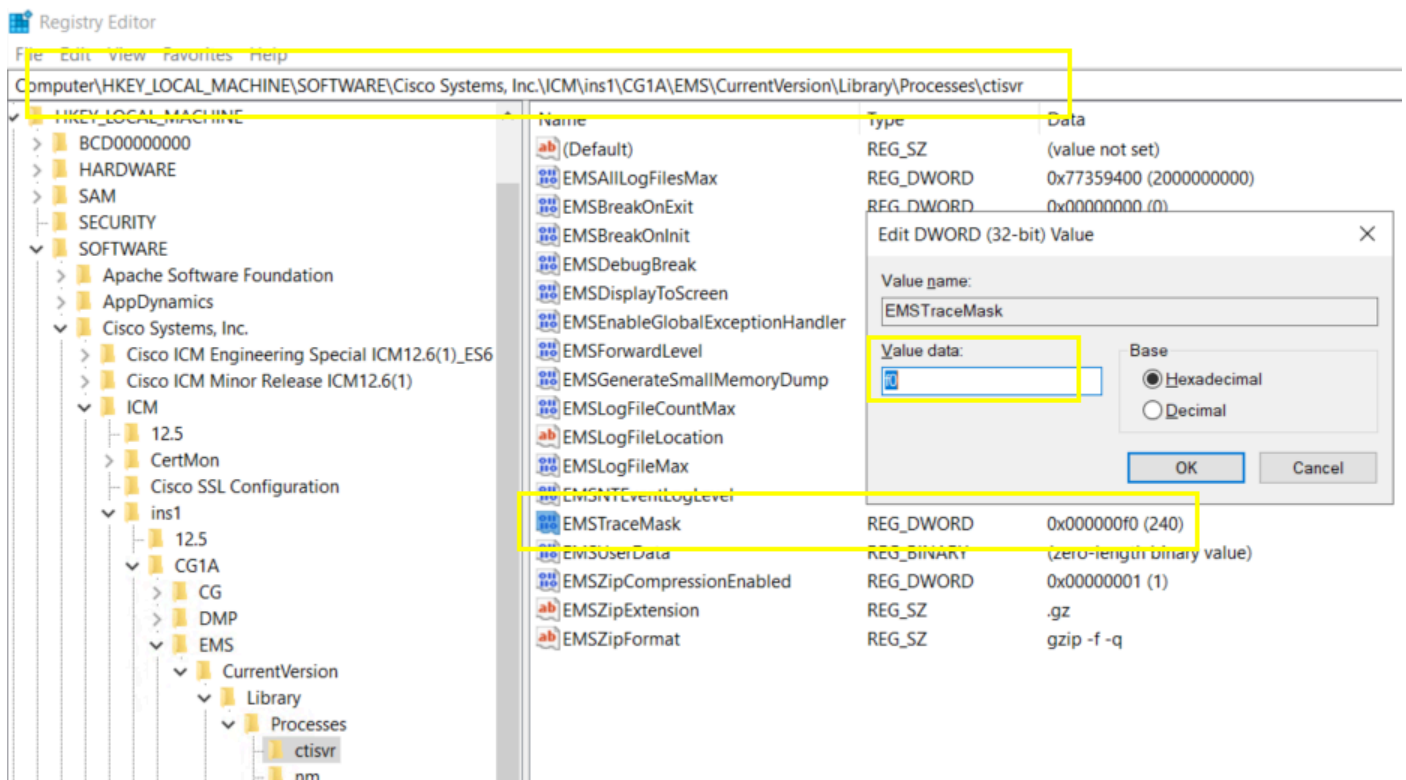 Registry Editor
File Edit View Favorites Help
Computer\HKEY_LOCAL_MACHINE\SOFTWARE\Cisco Systems, Inc.\ICM\ins1\CG1A\EMS\CurrentVersion\Library\Processes\ctisvr
HKEY_LOCAL_MACHINE
BCD00000000
HARDWARE
SAM
SECURITY
SOFTWARE
Apache Software Foundation
AppDynamics
Cisco Systems, Inc.
Cisco ICM Engineering Special ICM12.6(1)_ES6
Cisco ICM Minor Release ICM12.6(1)
ICM
12.5
CertMon
Cisco SSL Configuration
ins1
12.5
CG1A
CG
DMP
EMS
CurrentVersion
Library
Processes
ctisvr
nm
Name Type Data
(Default) REG_SZ (value not set)
EMSAllLogFilesMax REG_DWORD 0x77359400 (2000000000)
EMSBreakOnExit REG_DWORD 0x00000000 (0)
EMSBreakOnInit
EMSDebugBreak
EMSDisplayToScreen
EMSEnableGlobalExceptionHandler
EMSForwardLevel
EMSGenerateSmallMemoryDump
EMSLogFileCountMax
EMSLogFileLocation
EMSLogFileMax
EMSNTEventLogLevel
EMSTraceMask REG_DWORD 0x000000f0 (240)
EMSUserData REG_BINARY (zero-length binary value)
EMSZipCompressionEnabled REG_DWORD 0x00000001 (1)
EMSZipExtension REG_SZ .gz
EMSZipFormat REG_SZ gzip -f -q
Edit DWORD (32-bit) Value
Value name:
EMSTraceMask
Value data:
f0
Base
Hexadecimal
Decimal
OK Cancel